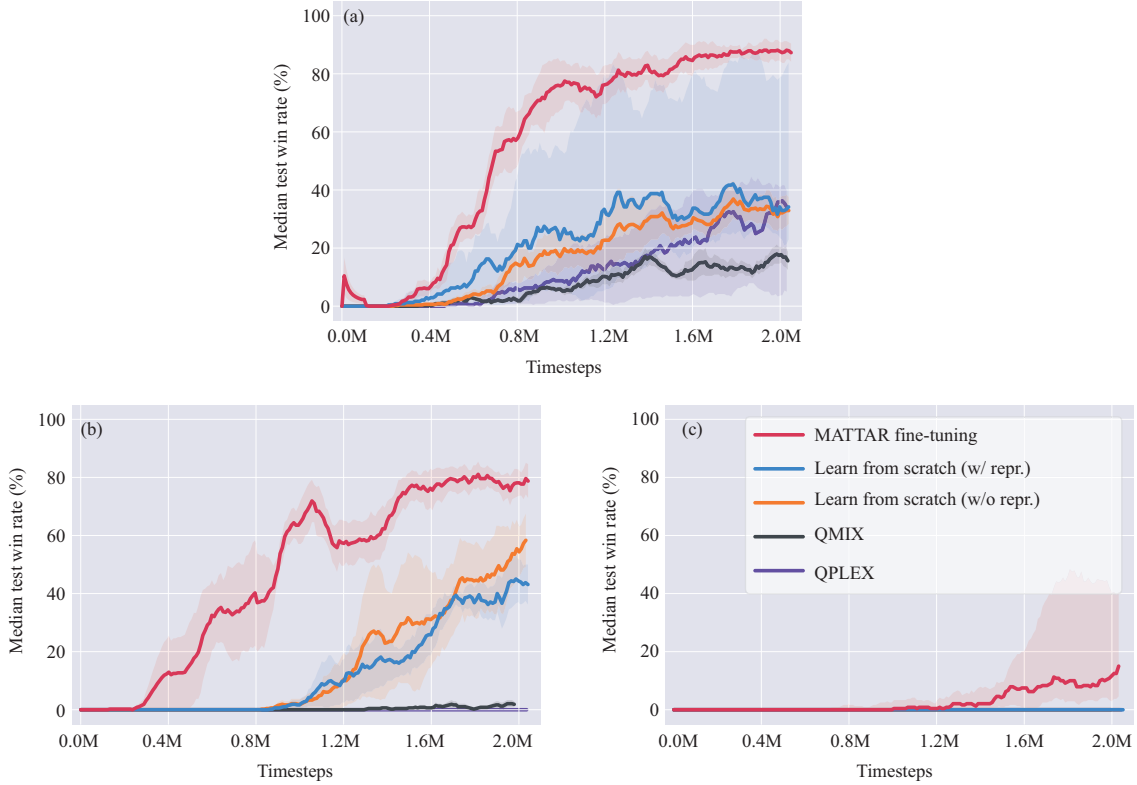 (a)
Median test win rate (%)
100
80
60
40
20
0
0.0M 0.4M 0.8M 1.2M 1.6M 2.0M
Timesteps
(b)
Median test win rate (%)
100
80
60
40
20
0
0.0M 0.4M 0.8M 1.2M 1.6M 2.0M
Timesteps
(c)
Median test win rate (%)
100
80
60
40
20
0
0.0M 0.4M 0.8M 1.2M 1.6M 2.0M
Timesteps
MATTAR fine-tuning
Learn from scratch (w/ repr.)
Learn from scratch (w/o repr.)
QMIX
QPLEX